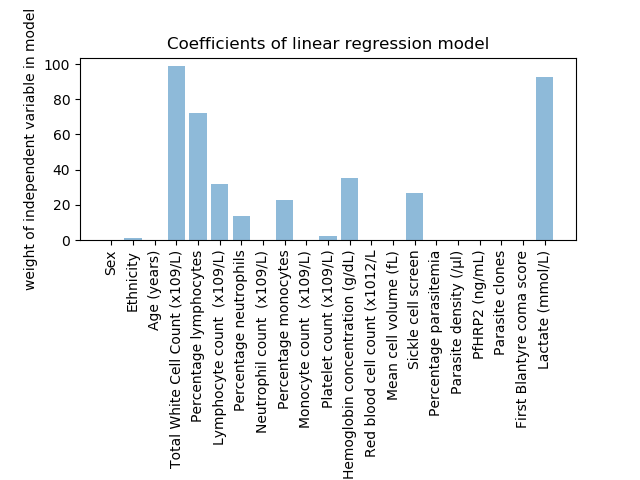 Coefficients of linear regression model
weight of independent variable in model
100
80
60
40
20
0
Sex
Ethnicity
Age (years)
Total White Cell Count (x109/L)
Percentage lymphocytes
Lymphocyte count  (x109/L)
Percentage neutrophils
Neutrophil count  (x109/L)
Percentage monocytes
Monocyte count  (x109/L)
Platelet count (x109/L)
Hemoglobin concentration (g/dL)
Red blood cell count (x1012/L
Mean cell volume (fL)
Sickle cell screen
Percentage parasitemia
Parasite density (/µl)
PfHRP2 (ng/mL)
Parasite clones
First Blantyre coma score
Lactate (mmol/L)